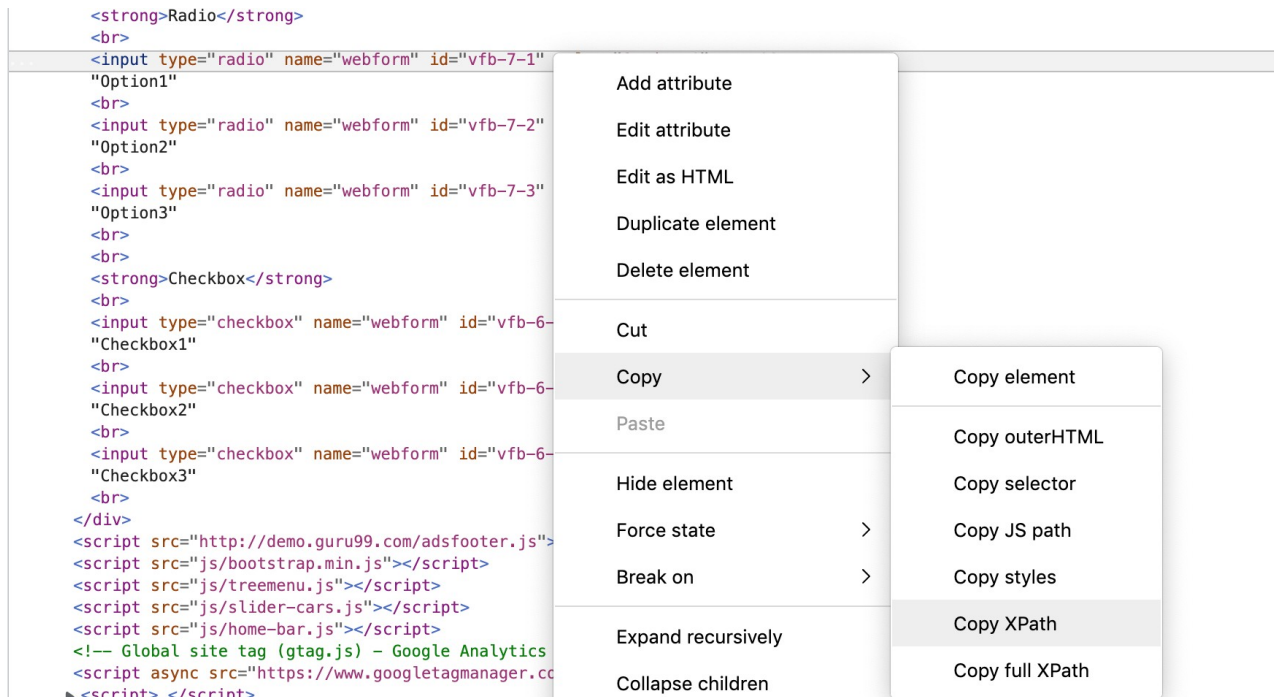 <strong>Radio</strong>
<br>
<input type="radio" name="webform" id="vfb-7-1"
"Option1"
<br>
<input type="radio" name="webform" id="vfb-7-2"
"Option2"
<br>
<input type="radio" name="webform" id="vfb-7-3"
"Option3"
<br>
<br>
<strong>Checkbox</strong>
<br>
<input type="checkbox" name="webform" id="vfb-6-
"Checkbox1"
<br>
<input type="checkbox" name="webform" id="vfb-6-
"Checkbox2"
<br>
<input type="checkbox" name="webform" id="vfb-6-
"Checkbox3"
<br>
</div>
<script src="http://demo.guru99.com/adsfooter.js">
<script src="js/bootstrap.min.js"></script>
<script src="js/treemenu.js"></script>
<script src="js/slider-cars.js"></script>
<script src="js/home-bar.js"></script>
<!-- Global site tag (gtag.js) - Google Analytics
<script async src="https://www.googletagmanager.co
<script> </script>
Add attribute
Edit attribute
Edit as HTML
Duplicate element
Delete element
Cut
Copy
Paste
Hide element
Force state
Break on
Expand recursively
Collapse children
Copy element
Copy outerHTML
Copy selector
Copy JS path
Copy styles
Copy XPath
Copy full XPath